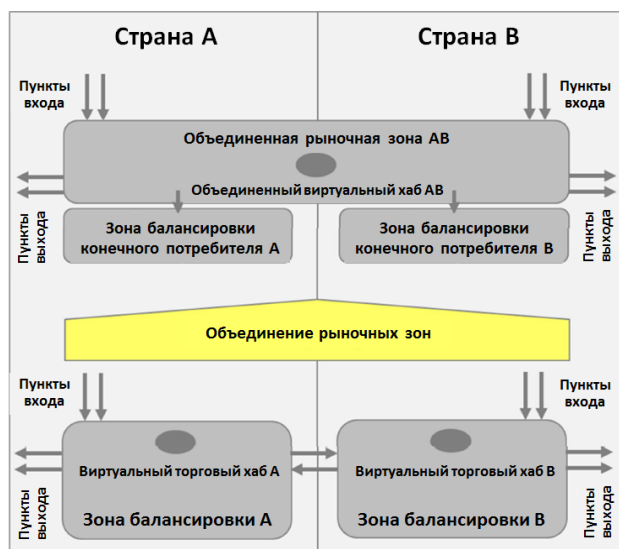 Страна А
Страна В
Пункты
входа
Пункты
входа
Объединенная рыночная зона АВ
Объединенный виртуальный хаб АВ
Пункты
выхода
Пункты
выхода
Зона балансировки
конечного потребителя А
Зона балансировки
конечного потребителя В
Объединение рыночных зон
Пункты
входа
Пункты
входа
Виртуальный торговый хаб А
Виртуальный торговый хаб В
Пункты
выхода
Пункты
выхода
Зона балансировки А
Зона балансировки В